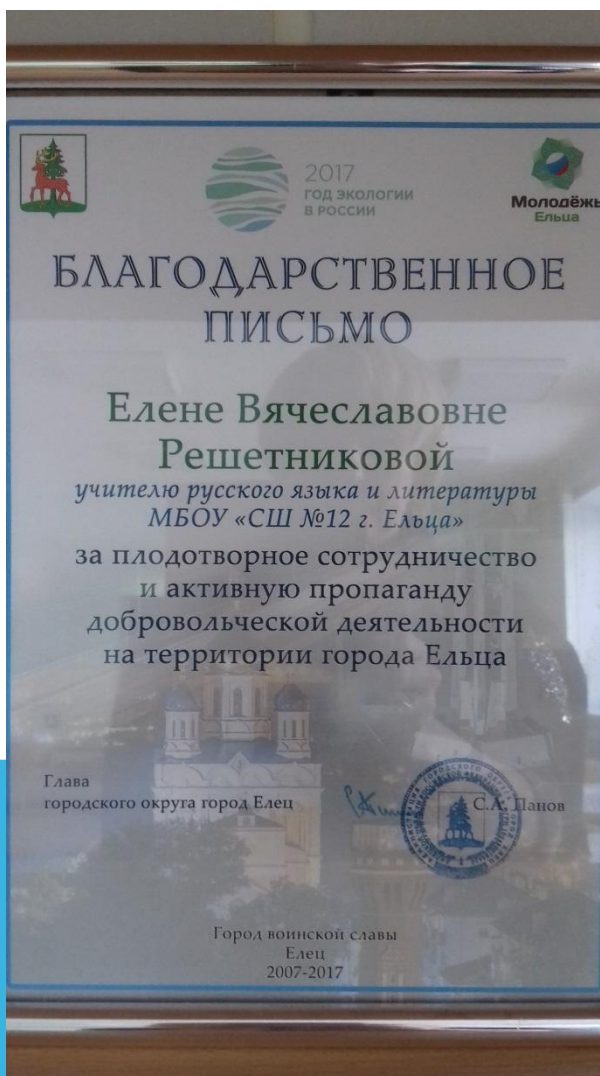 2017
ГОД ЭКОЛОГИИ
В РОССИИ
Молодёжь
Ельца
БЛАГОДАРСТВЕННОЕ
ПИСЬМО
Елене Вячеславовне
Решетниковой
учителю русского языка и литературы
МБОУ «СШ №12 г. Ельца»
за плодотворное сотрудничество
и активную пропаганду
добровольческой деятельности
на территории города Ельца
Глава
городского округа город Елец
С.А. Панов
Город воинской славы
Елец
2007-2017